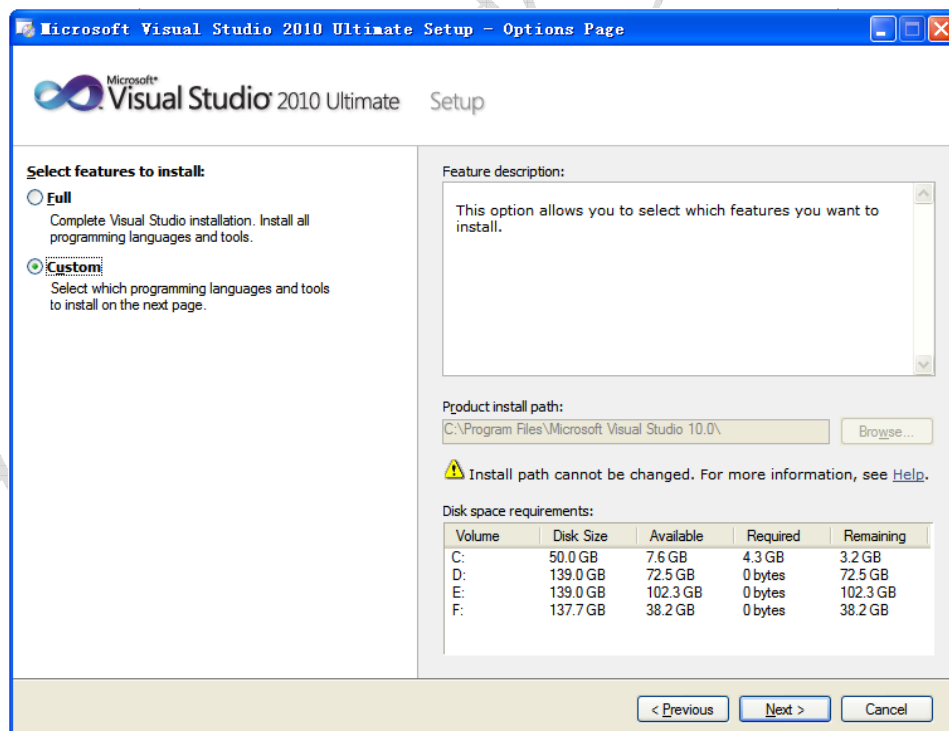 Microsoft Visual Studio 2010 Ultimate Setup - Options Page
Microsoft®
Visual Studio® 2010 Ultimate Setup
Select features to install:
Full
Complete Visual Studio installation. Install all
programming languages and tools.
Custom
Select which programming languages and tools
to install on the next page.
Feature description:
This option allows you to select which features you want to
install.
Product install path:
C:\Program Files\Microsoft Visual Studio 10.0\ Browse...
Install path cannot be changed. For more information, see Help.
Disk space requirements:
Volume Disk Size Available Required Remaining
C: 50.0 GB 7.6 GB 4.3 GB 3.2 GB
D: 139.0 GB 72.5 GB 0 bytes 72.5 GB
E: 139.0 GB 102.3 GB 0 bytes 102.3 GB
F: 137.7 GB 38.2 GB 0 bytes 38.2 GB
< Previous Next > Cancel